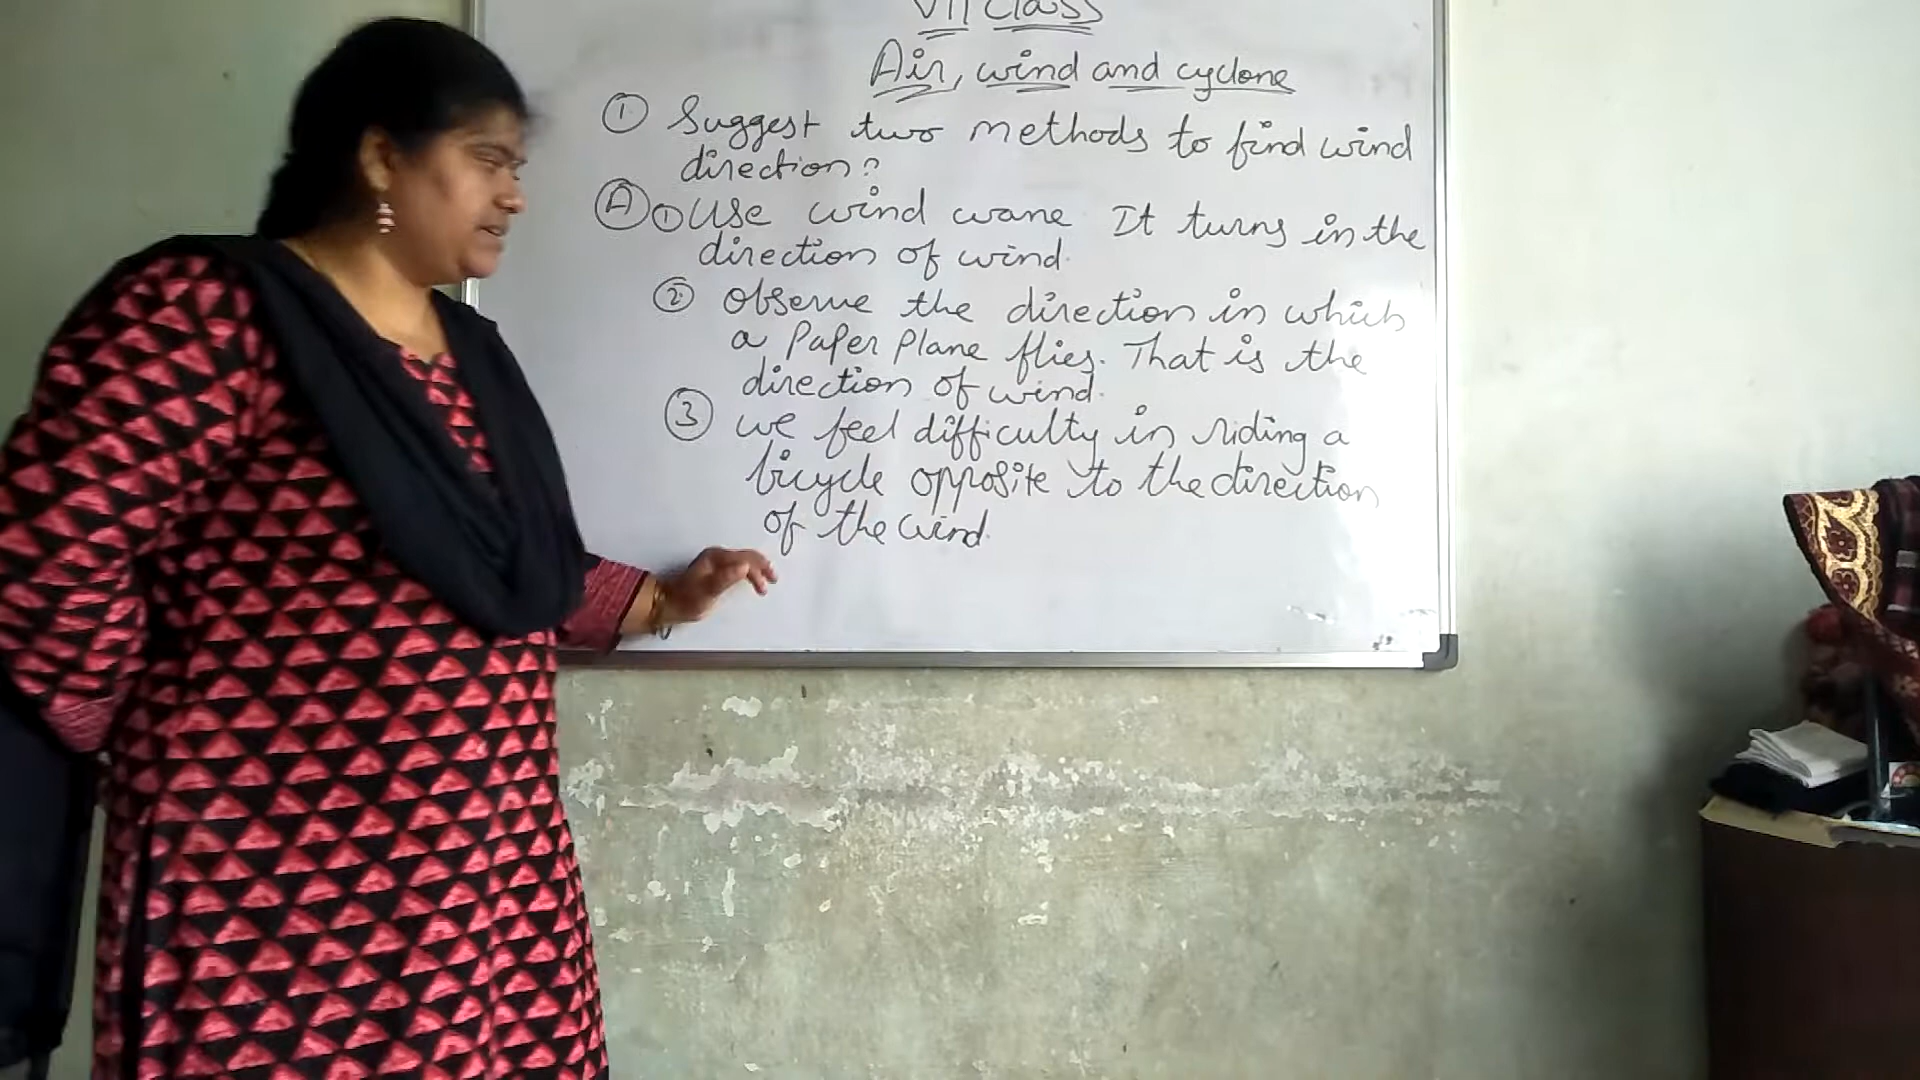 VII Class
Air, wind and cyclone
① Suggest two methods to find wind
direction?
Ⓐ ① Use wind wane It turns in the
direction of wind.
② Observe the direction in which
a Paper Plane flies. That is the
direction of wind.
③ we feel difficulty in riding a
bicycle opposite to the direction
of the wind.